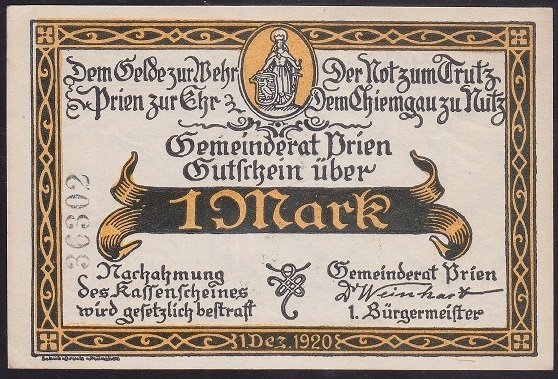 Dem Gelde zur Wehr
Prien zur Ehr
Der Not zum Trutz
Dem Chiemgau zu Nutz
Gemeinderat Prien
Gutschein über
1 Mark
36302
Nachahmung
des Kassenscheines
wird gesetzlich bestraft
Gemeinderat Prien
Dr Weinhart
1. Bürgermeister
1 Dez. 1920